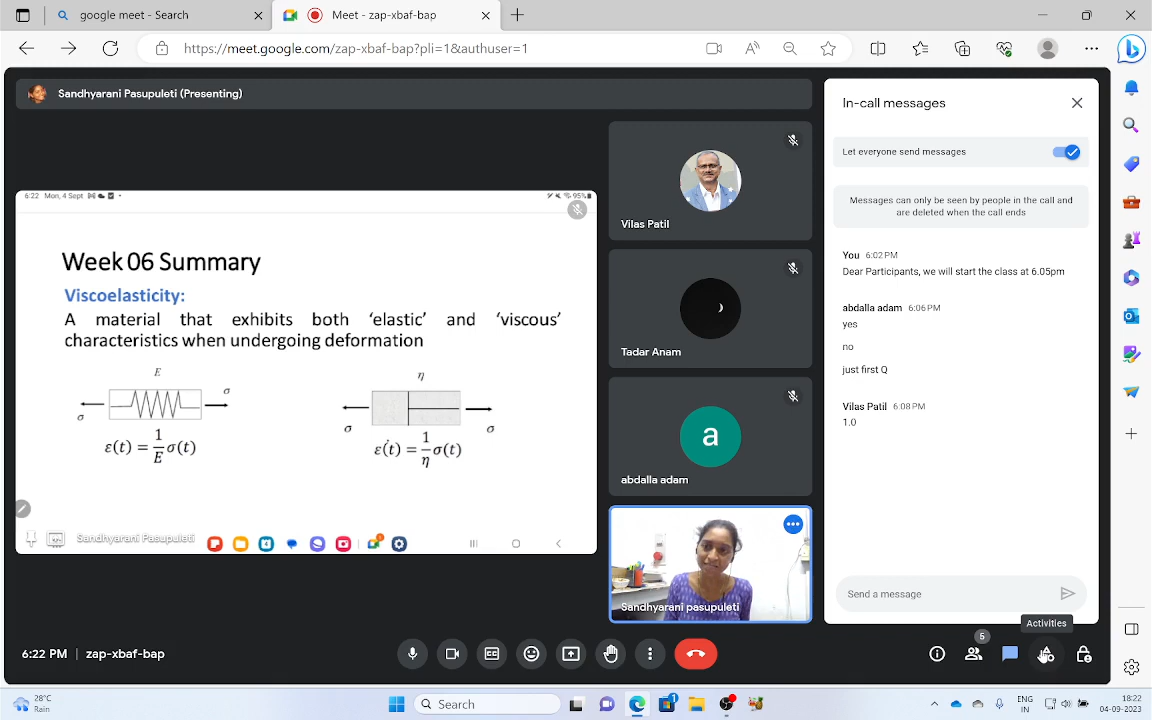 google meet - Search
Meet - zap-xbaf-bap
https://meet.google.com/zap-xbaf-bap?pli=1&authuser=1
Sandhyarani Pasupuleti (Presenting)
6:22 Mon, 4 Sept
95%
Week 06 Summary
Viscoelasticity:
A material that exhibits both ‘elastic’ and ‘viscous’
characteristics when undergoing deformation
E
σ
σ
ε(t) = 1/E σ(t)
η
σ
σ
ε̇(t) = 1/η σ(t)
Sandhyarani Pasupuleti
Vilas Patil
Tadar Anam
a
abdalla adam
Sandhyarani pasupuleti
In-call messages
Let everyone send messages
Messages can only be seen by people in the call and
are deleted when the call ends
You 6:02 PM
Dear Participants, we will start the class at 6.05pm
abdalla adam 6:06 PM
yes
no
just first Q
Vilas Patil 6:08 PM
1.0
Send a message
Activities
5
6:22 PM | zap-xbaf-bap
28°C
Rain
Search
1
ENG
IN
18:22
04-09-2023